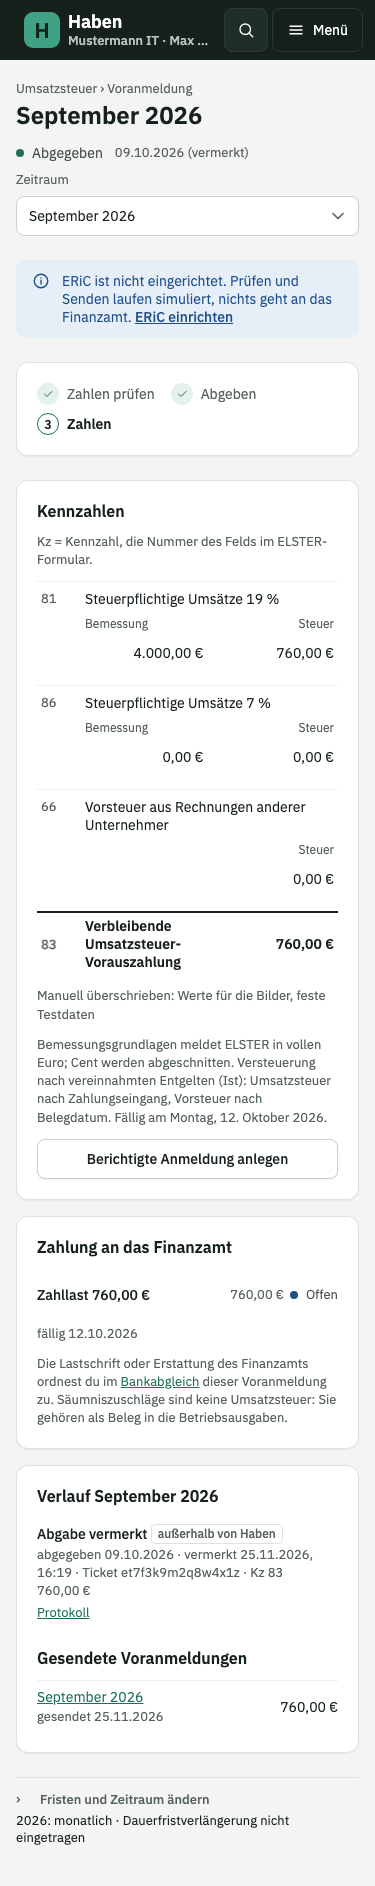 H
Haben
Mustermann IT · Max ...
Menü
Umsatzsteuer › Voranmeldung
September 2026
Abgegeben 09.10.2026 (vermerkt)
Zeitraum
September 2026
ERiC ist nicht eingerichtet. Prüfen und
Senden laufen simuliert, nichts geht an das
Finanzamt. ERiC einrichten
Zahlen prüfen Abgeben
3 Zahlen
Kennzahlen
Kz = Kennzahl, die Nummer des Felds im ELSTER-
Formular.
81 Steuerpflichtige Umsätze 19 %
Bemessung Steuer
4.000,00 € 760,00 €
86 Steuerpflichtige Umsätze 7 %
Bemessung Steuer
0,00 € 0,00 €
66 Vorsteuer aus Rechnungen anderer
Unternehmer
Steuer
0,00 €
Verbleibende
83 Umsatzsteuer- 760,00 €
Vorauszahlung
Manuell überschrieben: Werte für die Bilder, feste
Testdaten
Bemessungsgrundlagen meldet ELSTER in vollen
Euro; Cent werden abgeschnitten. Versteuerung
nach vereinnahmten Entgelten (Ist): Umsatzsteuer
nach Zahlungseingang, Vorsteuer nach
Belegdatum. Fällig am Montag, 12. Oktober 2026.
Berichtigte Anmeldung anlegen
Zahlung an das Finanzamt
Zahllast 760,00 € 760,00 € Offen
fällig 12.10.2026
Die Lastschrift oder Erstattung des Finanzamts
ordnest du im Bankabgleich dieser Voranmeldung
zu. Säumniszuschläge sind keine Umsatzsteuer: Sie
gehören als Beleg in die Betriebsausgaben.
Verlauf September 2026
Abgabe vermerkt außerhalb von Haben
abgegeben 09.10.2026 · vermerkt 25.11.2026,
16:19 · Ticket et7f3k9m2q8w4x1z · Kz 83
760,00 €
Protokoll
Gesendete Voranmeldungen
September 2026 760,00 €
gesendet 25.11.2026
› Fristen und Zeitraum ändern
2026: monatlich · Dauerfristverlängerung nicht
eingetragen